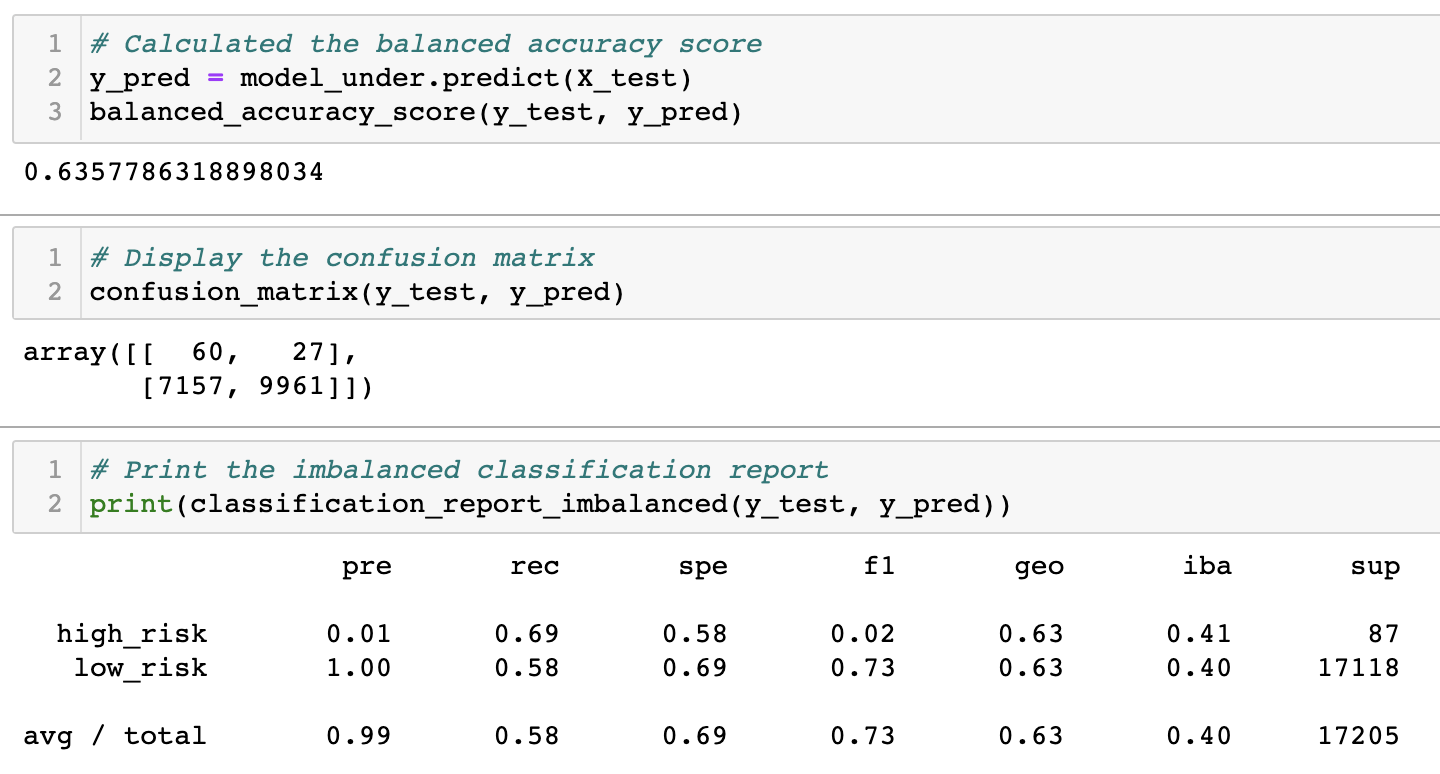 1 # Calculated the balanced accuracy score
2 y_pred = model_under.predict(X_test)
3 balanced_accuracy_score(y_test, y_pred)
0.6357786318898034
1 # Display the confusion matrix
2 confusion_matrix(y_test, y_pred)
array([[  60,   27],
       [7157, 9961]])
1 # Print the imbalanced classification report
2 print(classification_report_imbalanced(y_test, y_pred))
pre rec spe f1 geo iba sup
high_risk 0.01 0.69 0.58 0.02 0.63 0.41 87
low_risk 1.00 0.58 0.69 0.73 0.63 0.40 17118
avg / total 0.99 0.58 0.69 0.73 0.63 0.40 17205